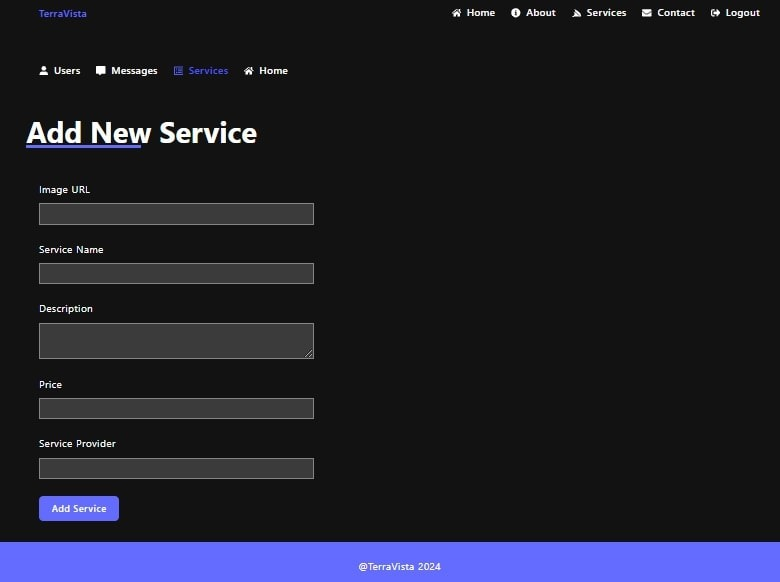 TerraVista
Home About Services Contact Logout
Users Messages Services Home
Add New Service
Image URL
Service Name
Description
Price
Service Provider
Add Service
@TerraVista 2024